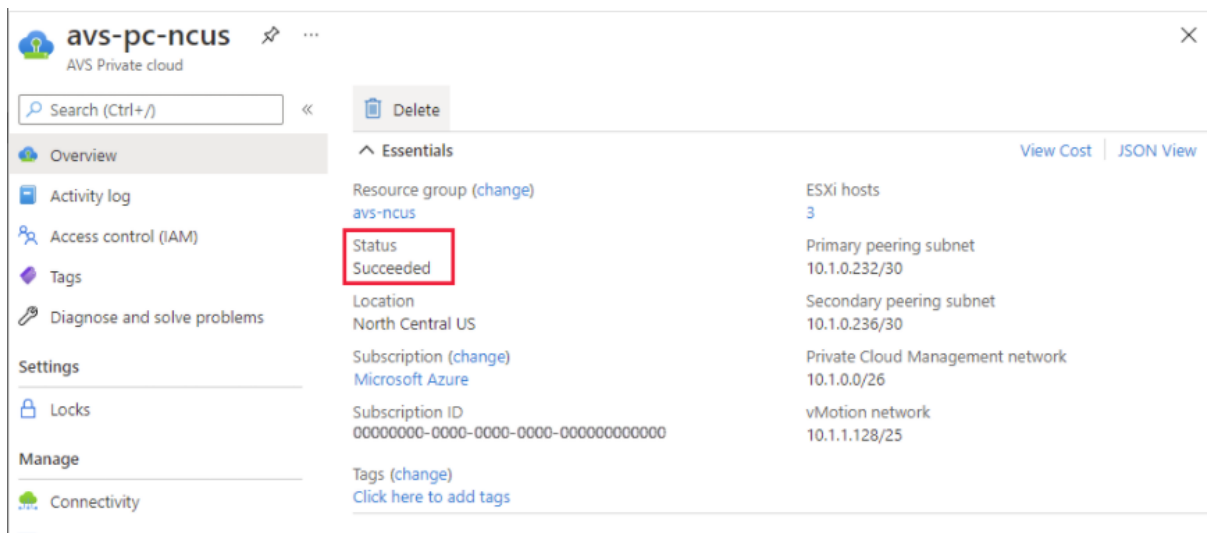 avs-pc-ncus
AVS Private cloud
Search (Ctrl+/)
Overview
Activity log
Access control (IAM)
Tags
Diagnose and solve problems
Settings
Locks
Manage
Connectivity
Delete
Essentials
View Cost
JSON View
Resource group (change)
avs-ncus
Status
Succeeded
Location
North Central US
Subscription (change)
Microsoft Azure
Subscription ID
00000000-0000-0000-0000-000000000000
Tags (change)
Click here to add tags
ESXi hosts
3
Primary peering subnet
10.1.0.232/30
Secondary peering subnet
10.1.0.236/30
Private Cloud Management network
10.1.0.0/26
vMotion network
10.1.1.128/25